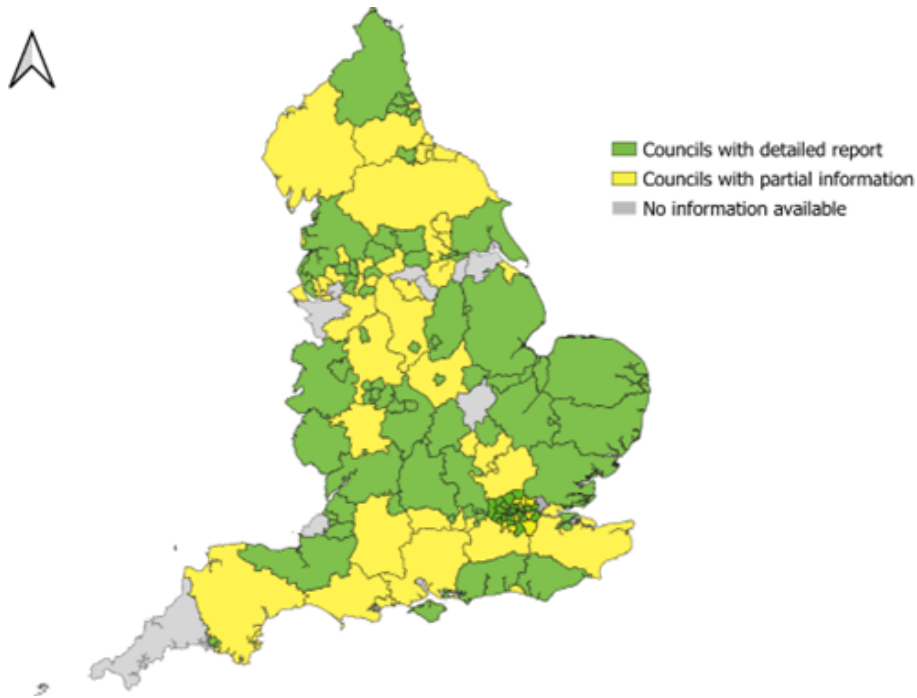 Councils with detailed report
Councils with partial information
No information available